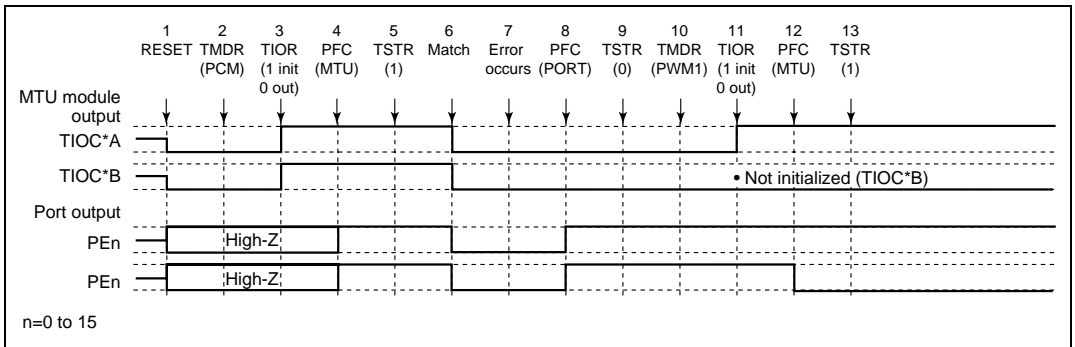 1 2 3 4 5 6 7 8 9 10 11 12 13
RESET TMDR TIOR PFC TSTR Match Error PFC TSTR TMDR TIOR PFC TSTR
(PCM) (1 init (MTU) (1) occurs (PORT) (0) (PWM1) (1 init (MTU) (1)
0 out) 0 out)
MTU module
output
TIOC*A
TIOC*B
• Not initialized (TIOC*B)
Port output
PEn
High-Z
PEn
High-Z
n=0 to 15